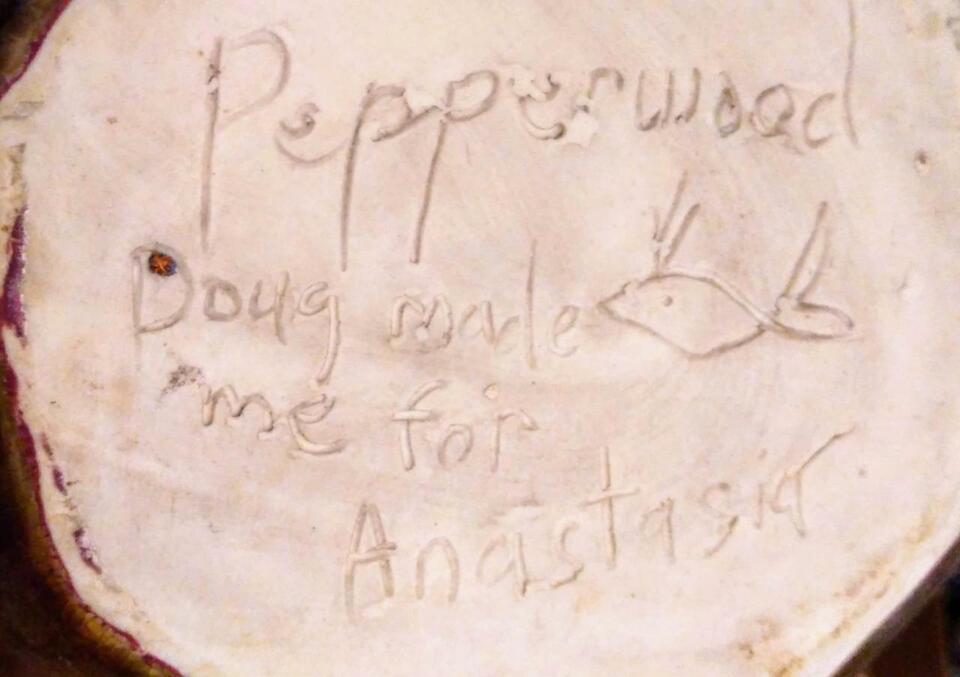 Pepperwood
Doug made
me for
Anastasia